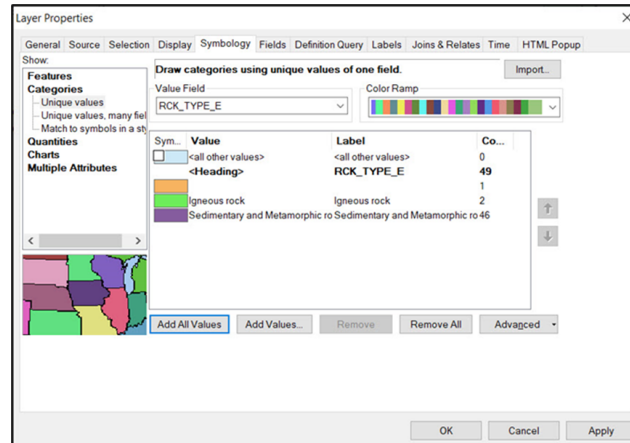 Layer Properties
General Source Selection Display Symbology Fields Definition Query Labels Joins & Relates Time HTML Popup
Show:
Features
Categories
Unique values
Unique values, many fiel
Match to symbols in a sty
Quantities
Charts
Multiple Attributes
Draw categories using unique values of one field.
Import...
Value Field
RCK_TYPE_E
Color Ramp
Sym... Value Label Co...
<all other values> <all other values> 0
<Heading> RCK_TYPE_E 49
1
Igneous rock Igneous rock 2
Sedimentary and Metamorphic ro Sedimentary and Metamorphic ro 46
Add All Values Add Values... Remove Remove All Advanced
OK Cancel Apply